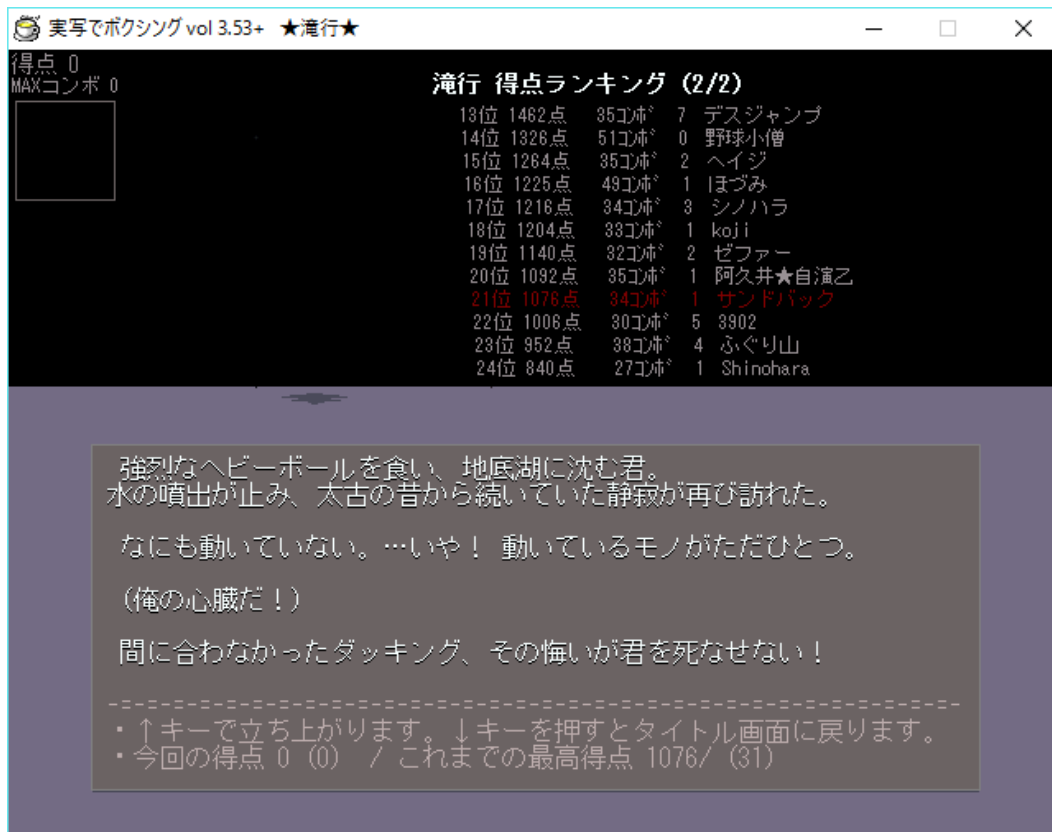 実写でボクシング vol 3.53+ ★滝行★
得点 0
MAXコンボ 0
滝行 得点ランキング (2/2)
13位 1462点 35コンボ 7 デスジャンプ
14位 1326点 51コンボ 0 野球小僧
15位 1264点 35コンボ 2 ヘイジ
16位 1225点 49コンボ 1 ほづみ
17位 1216点 34コンボ 3 シノハラ
18位 1204点 33コンボ 1 koji
19位 1140点 32コンボ 2 ゼファー
20位 1092点 35コンボ 1 阿久井★自演乙
21位 1076点 34コンボ 1 サンドバック
22位 1006点 30コンボ 5 3902
23位 952点 38コンボ 4 ふぐり山
24位 840点 27コンボ 1 Shinohara
強烈なヘビーボールを食い、地底湖に沈む君。
水の噴出が止み、太古の昔から続いていた静寂が再び訪れた。
なにも動いていない。…いや! 動いているモノがただひとつ。
(俺の心臓だ!)
間に合わなかったダッキング、その悔いが君を死なせない!
-=-=-=-=-=-=-=-=-=-=-=-=-=-=-=-=-=-=-=-=-=-=-=-=-=-=-=-=-=-=-=-
・↑キーで立ち上がります。↓キーを押すとタイトル画面に戻ります。
・今回の得点 0 (0) / これまでの最高得点 1076/ (31)